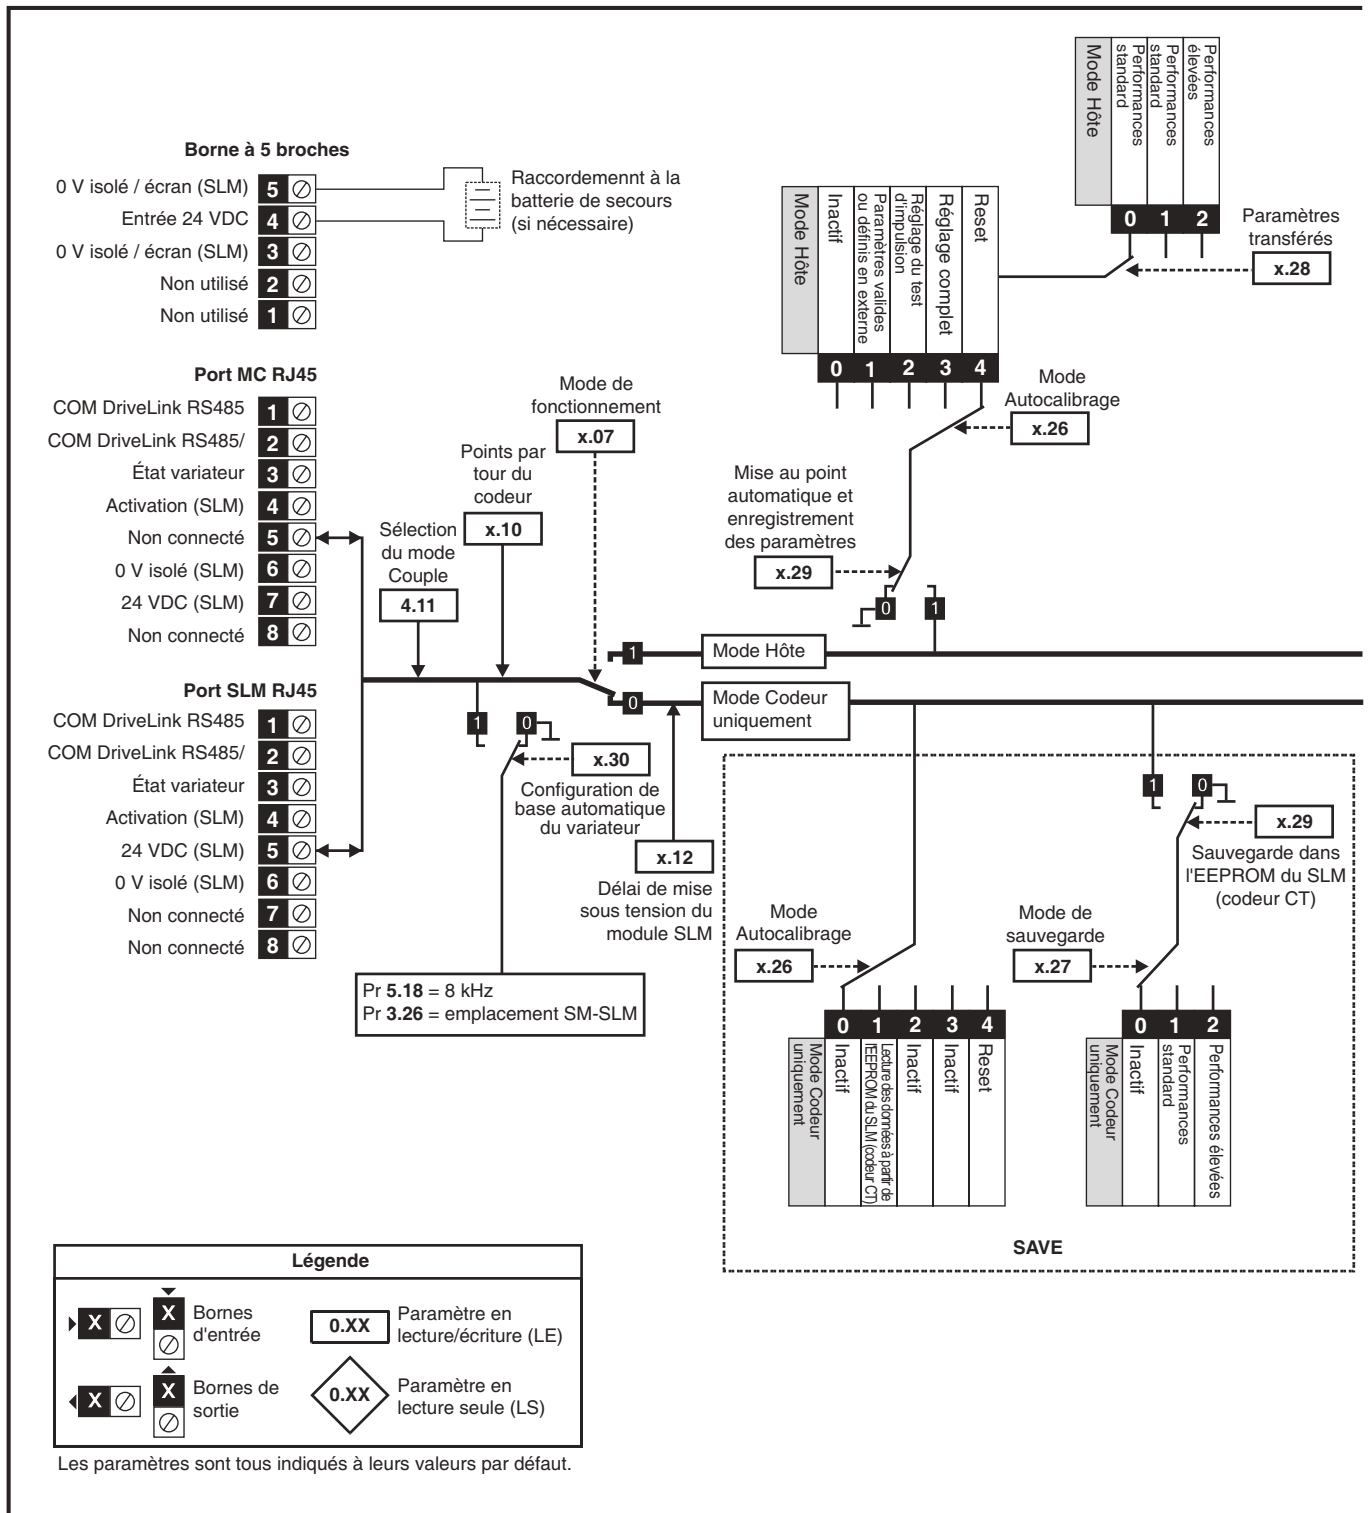 Mode Hôte
Performances
standard
Performances
standard
Performances
élevées
0 1 2
Paramètres
transférés
x.28
Borne à 5 broches
0 V isolé / écran (SLM) 5
Entrée 24 VDC 4
0 V isolé / écran (SLM) 3
Non utilisé 2
Non utilisé 1
Raccordemennt à la
batterie de secours
(si nécessaire)
Mode Hôte
Inactif
Paramètres valides
ou définis en externe
Réglage du test
d'impulsion
Réglage complet
Reset
0 1 2 3 4
Mode
Autocalibrage
x.26
Port MC RJ45
COM DriveLink RS485 1
COM DriveLink RS485/ 2
État variateur 3
Activation (SLM) 4
Non connecté 5
0 V isolé (SLM) 6
24 VDC (SLM) 7
Non connecté 8
Mode de
fonctionnement
x.07
Points par
tour du
codeur
x.10
Sélection
du mode
Couple
4.11
Mise au point
automatique et
enregistrement
des paramètres
x.29
0 1
1 Mode Hôte
0 Mode Codeur
uniquement
Port SLM RJ45
COM DriveLink RS485 1
COM DriveLink RS485/ 2
État variateur 3
Activation (SLM) 4
24 VDC (SLM) 5
0 V isolé (SLM) 6
Non connecté 7
Non connecté 8
1 0
x.30
Configuration de
base automatique
du variateur
x.12
Délai de mise
sous tension du
module SLM
Pr 5.18 = 8 kHz
Pr 3.26 = emplacement SM-SLM
1 0
x.29
Sauvegarde dans
l'EEPROM du SLM
(codeur CT)
Mode
Autocalibrage
x.26
Mode de
sauvegarde
x.27
0 1 2 3 4
Mode Codeur
uniquement
Inactif
Lecture des données à partir de
l'EEPROM du SLM (codeur CT)
Inactif
Inactif
Reset
0 1 2
Mode Codeur
uniquement
Inactif
Performances
standard
Performances élevées
SAVE
Légende
X
X
Bornes
d'entrée
0.XX
Paramètre en
lecture/écriture (LE)
X
X
Bornes de
sortie
0.XX
Paramètre en
lecture seule (LS)
Les paramètres sont tous indiqués à leurs valeurs par défaut.